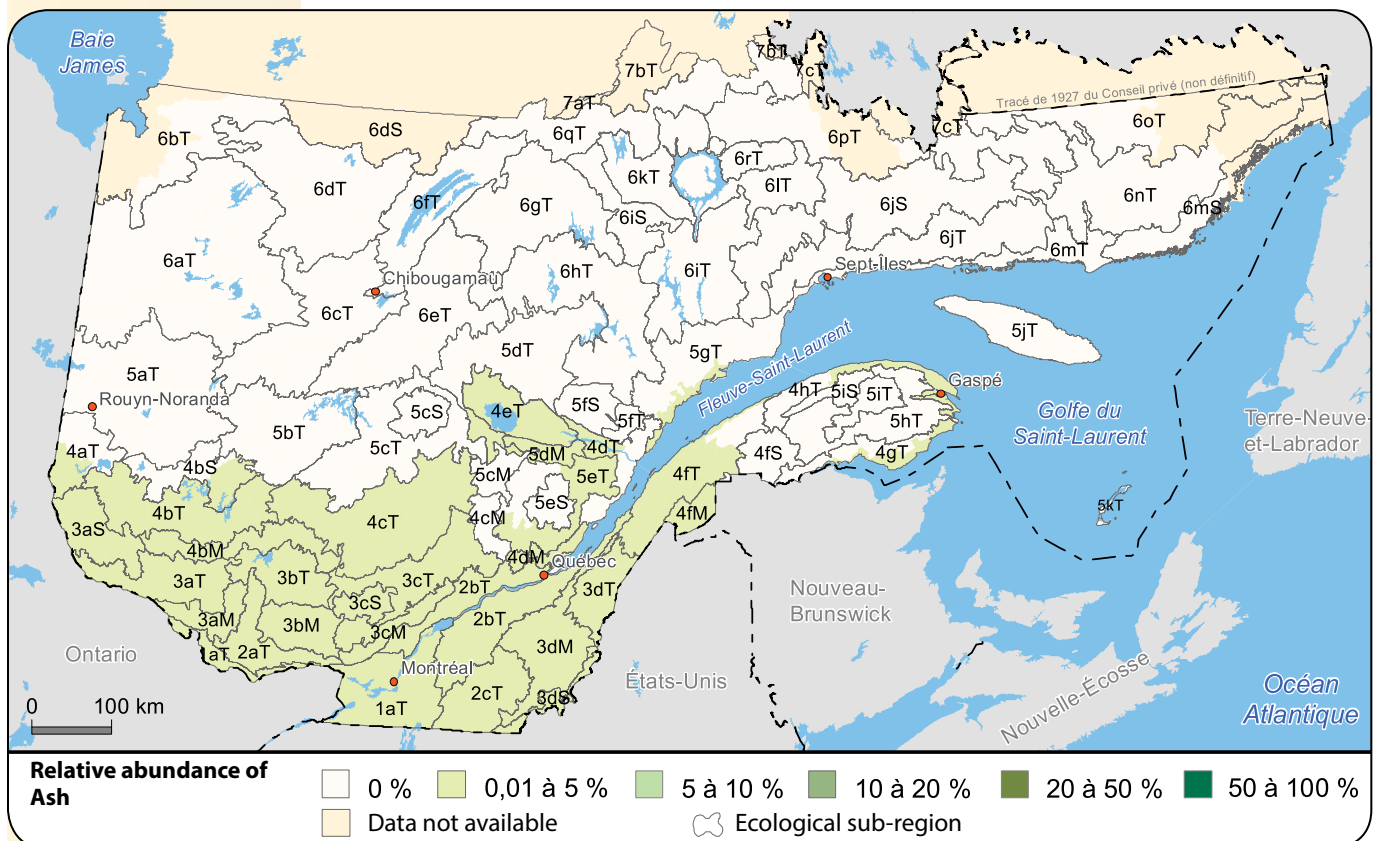 Baie
James
7bT
7bT
7cT
7aT
Tracé de 1927 du Conseil privé (non définitif)
6bT
6dS
6qT
6pT
7cT
6oT
6rT
6dT
6kT
6lT
6fT
6gT
6iS
6jS
6nT
6mS
6jT
6mT
6aT
6hT
6iT
Sept-Îles
Chibougamau
6cT
6eT
5jT
5dT
5gT
5aT
Fleuve-Saint-Laurent
Rouyn-Noranda
5cS
4eT
5fS
5fT
4hT
5iS
5iT
Gaspé
5hT
Golfe du
Saint-Laurent
Terre-Neuve-
et-Labrador
4aT
5bT
5cT
5dM
4dT
4fS
4gT
4bS
5cM
5eT
4fT
5eS
5kT
3aS
4bT
4cT
4cM
4fM
4bM
4dM
Québec
3aT
3bT
3cT
2bT
3dT
Nouveau-
Brunswick
3cS
3aM
3bM
3cM
2bT
Ontario
1aT
2aT
3dM
Montréal
États-Unis
Nouvelle-Écosse
Océan
Atlantique
0 100 km
1aT
2cT
3dS
Relative abundance of
Ash
0 % 0,01 à 5 % 5 à 10 % 10 à 20 % 20 à 50 % 50 à 100 %
Data not available Ecological sub-region